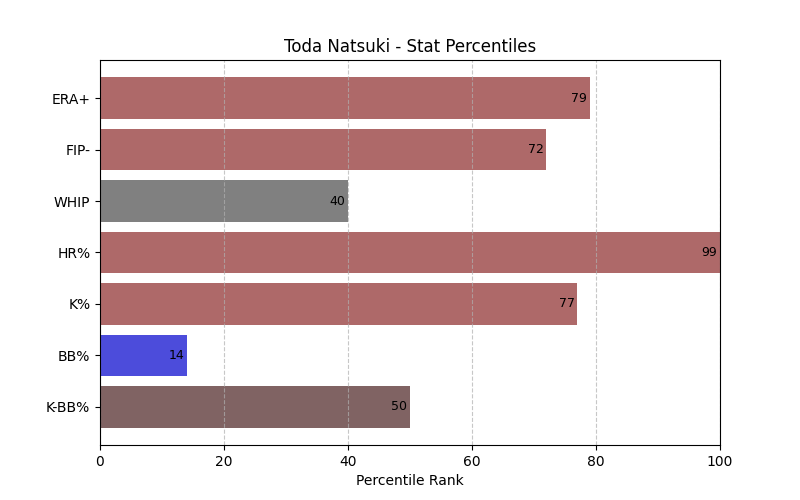 Toda Natsuki - Stat Percentiles
ERA+ 79
FIP- 72
WHIP 40
HR% 99
K% 77
BB% 14
K-BB% 50
0 20 40 60 80 100
Percentile Rank